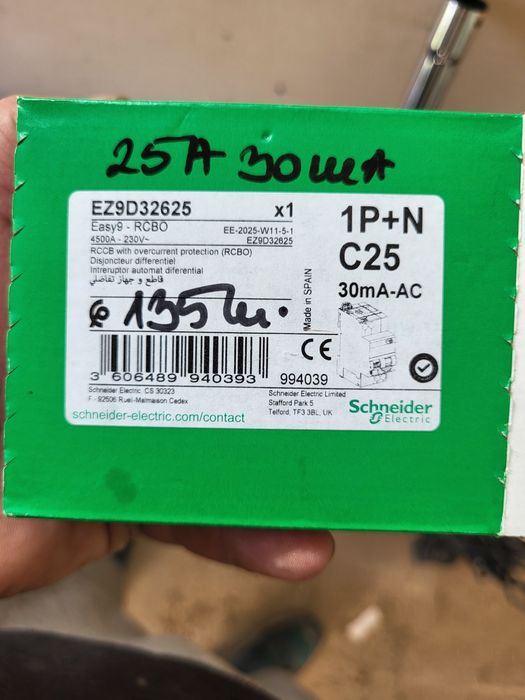 25A 30mA
EZ9D32625 x1
Easy9 - RCBO EE-2025-W11-5-1
4500A - 230V~ EZ9D32625
RCCB with overcurrent protection (RCBO)
Disjoncteur différentiel
Intreruptor automat diferential
قاطع و جهاز تفاضلي
1P+N
C25
30mA-AC
Made in SPAIN
135
CE
3 606489 940393 994039
Schneider Electric, CS 30323
F - 92506 Rueil-Malmaison Cedex
Schneider Electric Limited
Stafford Park 5
Telford, TF3 3BL, UK
schneider-electric.com/contact
Schneider
Electric